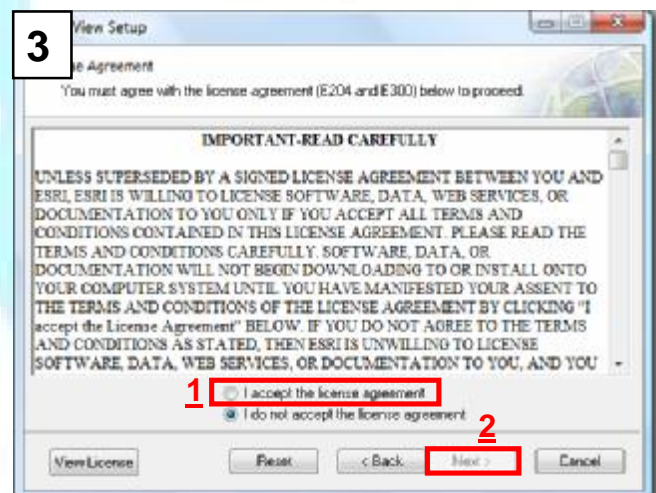 3
View Setup
e Agreement
You must agree with the license agreement (E204 and E300) below to proceed.
IMPORTANT-READ CAREFULLY
UNLESS SUPERSEDED BY A SIGNED LICENSE AGREEMENT BETWEEN YOU AND
ESRI, ESRI IS WILLING TO LICENSE SOFTWARE, DATA, WEB SERVICES, OR
DOCUMENTATION TO YOU ONLY IF YOU ACCEPT ALL TERMS AND
CONDITIONS CONTAINED IN THIS LICENSE AGREEMENT. PLEASE READ THE
TERMS AND CONDITIONS CAREFULLY. SOFTWARE, DATA, OR
DOCUMENTATION WILL NOT BEGIN DOWNLOADING TO OR INSTALL ONTO
YOUR COMPUTER SYSTEM UNTIL YOU HAVE MANIFESTED YOUR ASSENT TO
THE TERMS AND CONDITIONS OF THE LICENSE AGREEMENT BY CLICKING "I
accept the License Agreement" BELOW. IF YOU DO NOT AGREE TO THE TERMS
AND CONDITIONS AS STATED, THEN ESRI IS UNWILLING TO LICENSE
SOFTWARE, DATA, WEB SERVICES, OR DOCUMENTATION TO YOU, AND YOU
1 I accept the license agreement
I do not accept the license agreement
2
View License Reset < Back Next > Cancel